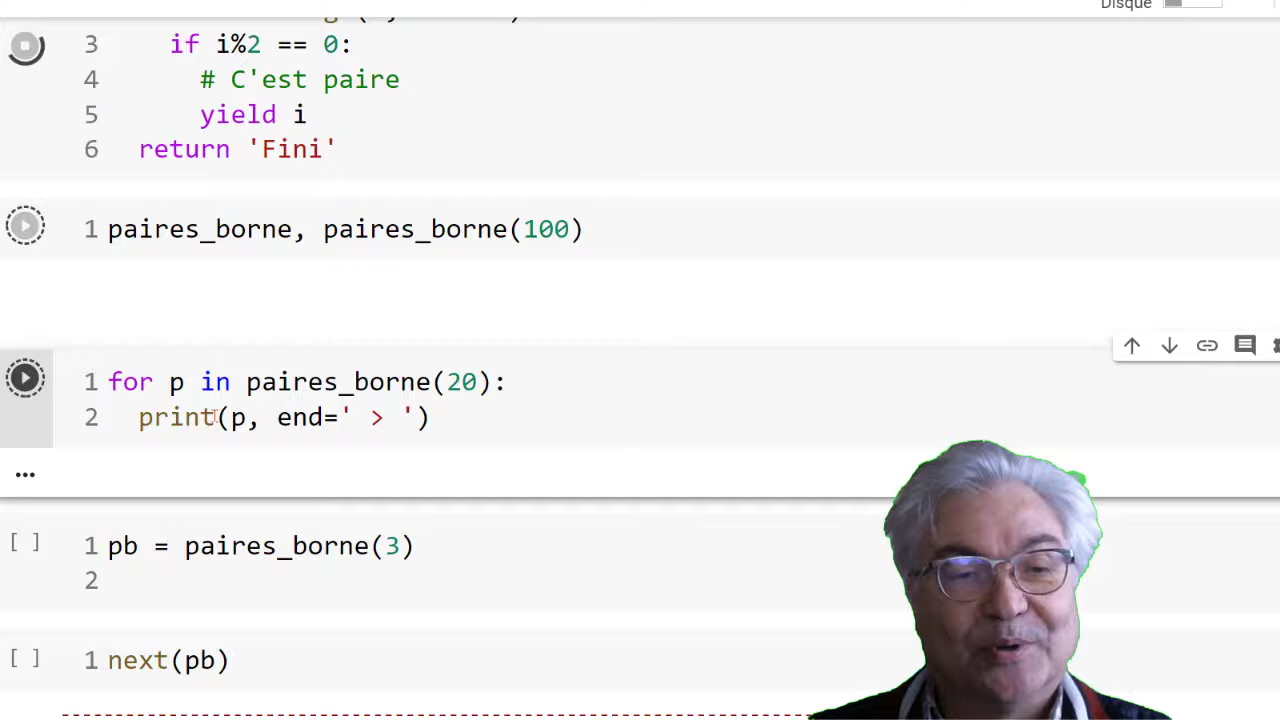 Disque
3 if i%2 == 0:
4 # C'est paire
5 yield i
6 return 'Fini'
1 paires_borne, paires_borne(100)
1 for p in paires_borne(20):
2 print(p, end=' > ')
...
[ ] 1 pb = paires_borne(3)
2
[ ] 1 next(pb)